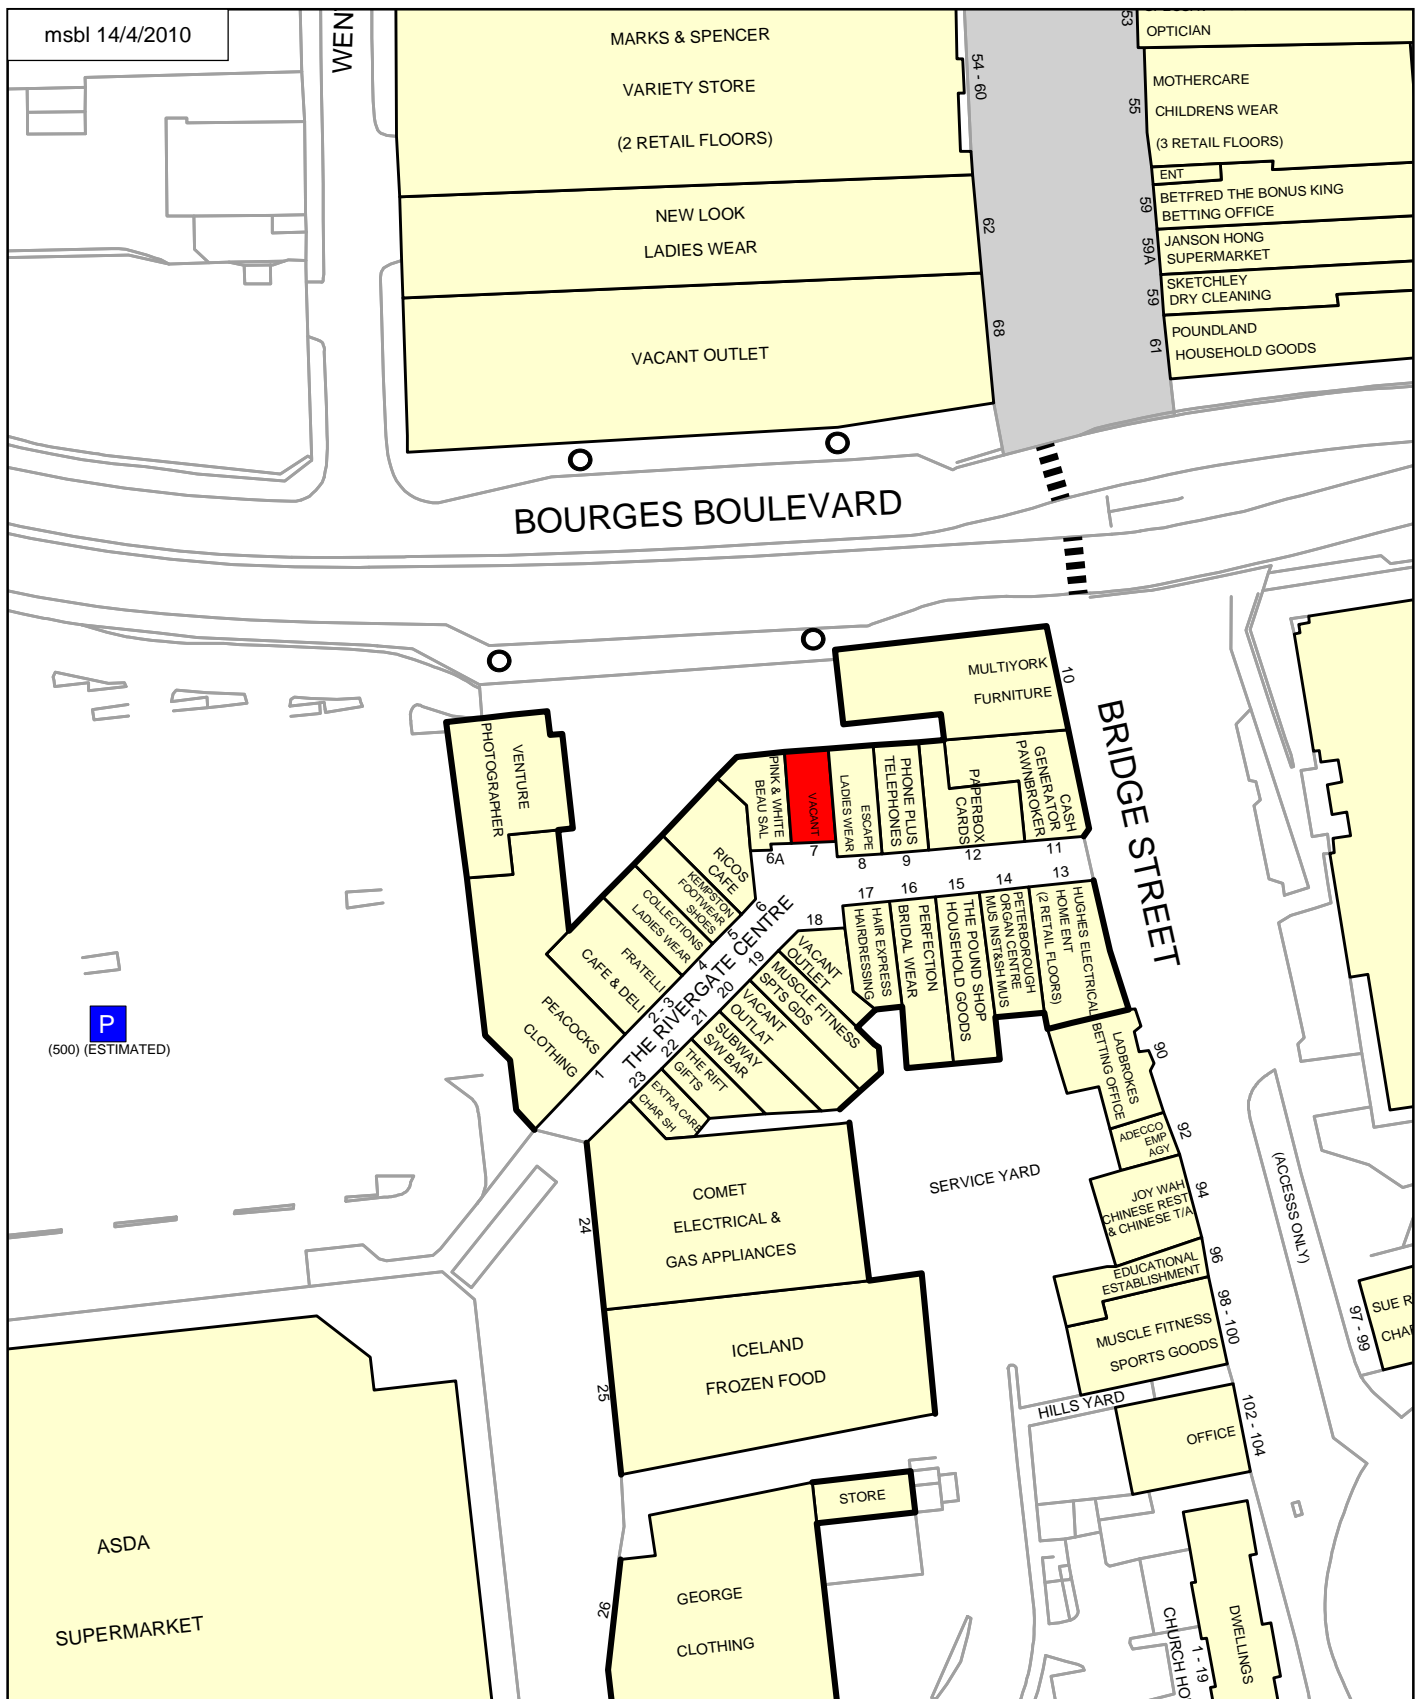 msbl 14/4/2010
WEN
MARKS & SPENCER
VARIETY STORE
(2 RETAIL FLOORS)
54 - 60
NEW LOOK
LADIES WEAR
62
VACANT OUTLET
68
53
OPTICIAN
MOTHERCARE
CHILDRENS WEAR
(3 RETAIL FLOORS)
55
ENT
BETFRED THE BONUS KING
BETTING OFFICE
59
JANSON HONG
SUPERMARKET
59A
SKETCHLEY
DRY CLEANING
59
POUNDLAND
HOUSEHOLD GOODS
61
BOURGES BOULEVARD
MULTIYORK
FURNITURE
10
BRIDGE STREET
VENTURE
PHOTOGRAPHER
PINK & WHITE
BEAU SAL
6A
VACANT
7
ESCAPE
LADIES WEAR
8
PHONE PLUS
TELEPHONES
9
PAPERBOX
CARDS
12
CASH
GENERATOR
PAWNBROKER
11
RICOS
CAFE
6
KEMPSTON
FOOTWEAR
SHOES
5
COLLECTIONS
LADIES WEAR
4
FRATELLI
CAFE & DELI
2 - 3
PEACOCKS
CLOTHING
1
THE RIVERGATE CENTRE
13
HUGHES ELECTRICAL
HOME ENT
(2 RETAIL FLOORS)
14
PETERBOROUGH
ORGAN CENTRE
MUS INST&SH MUS
15
THE POUND SHOP
HOUSEHOLD GOODS
16
PERFECTION
BRIDAL WEAR
17
HAIR EXPRESS
HAIRDRESSING
18
VACANT
OUTLET
19
MUSCLE FITNESS
SPTS GDS
20
VACANT
OUTLAT
21
SUBWAY
S/W BAR
22
THE RIFT
GIFTS
23
EXTRA CARE
CHAR SH
P
(500) (ESTIMATED)
LADBROKES
BETTING OFFICE
90
ADECCO
EMP
AGY
92
JOY WAH
CHINESE REST
& CHINESE T/A
94
EDUCATIONAL
ESTABLISHMENT
96
MUSCLE FITNESS
SPORTS GOODS
98 - 100
SERVICE YARD
(ACCESS ONLY)
COMET
ELECTRICAL &
GAS APPLIANCES
24
ICELAND
FROZEN FOOD
25
HILLS YARD
OFFICE
102 - 104
SUE R
CHAR
97 - 99
STORE
ASDA
SUPERMARKET
GEORGE
CLOTHING
26
DWELLINGS
1 - 19
CHURCH HO